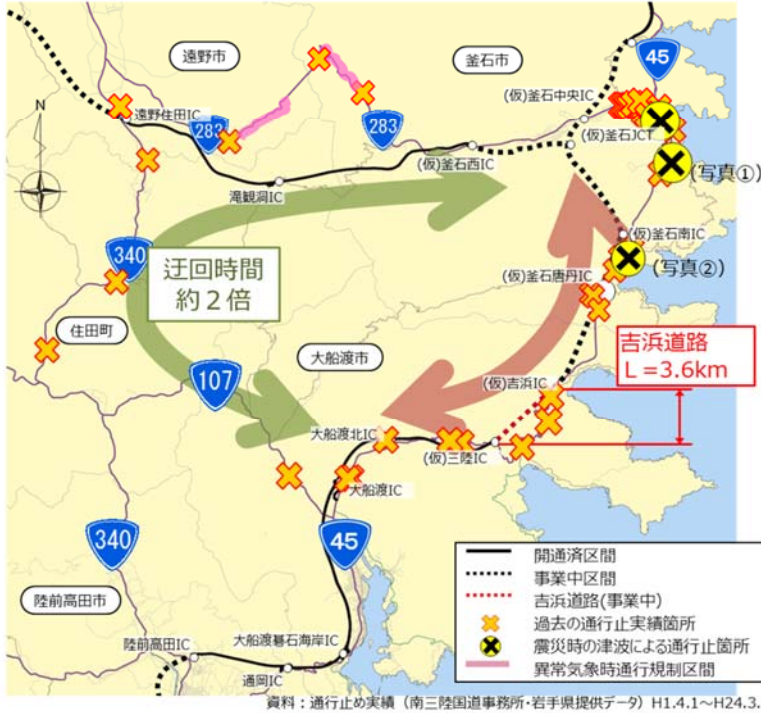 遠野市
釜石市
45
N
遠野住田IC
283
283
(仮)釜石中央IC
(仮)釜石JCT
(仮)釜石西IC
滝観洞IC
(写真①)
(仮)釜石南IC
(写真②)
340
迂回時間
約２倍
(仮)釜石唐丹IC
住田町
大船渡市
吉浜道路
Ｌ＝3.6km
107
(仮)吉浜IC
大船渡北IC
(仮)三陸IC
大船渡IC
340
45
陸前高田市
陸前高田IC
大船渡碁石海岸IC
通岡IC
開通済区間
事業中区間
吉浜道路(事業中)
過去の通行止実績箇所
震災時の津波による通行止箇所
異常気象時通行規制区間
資料：通行止め実績（南三陸国道事務所・岩手県提供データ）H1.4.1～H24.3.